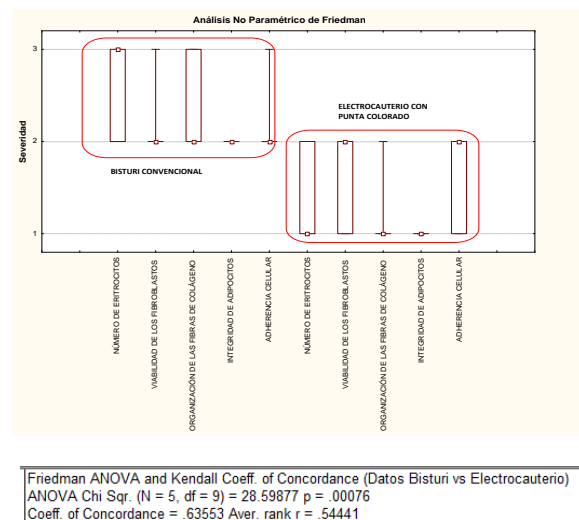 Análisis No Paramétrico de Friedman
Severidad
3
2
1
BISTURI CONVENCIONAL
ELECTROCAUTERIO CON
PUNTA COLORADO
NÚMERO DE ERITROCITOS
VIABILIDAD DE LOS FIBROBLASTOS
ORGANIZACIÓN DE LAS FIBRAS DE COLÁGENO
INTEGRIDAD DE ADIPOCITOS
ADHERENCIA CELULAR
NÚMERO DE ERITROCITOS
VIABILIDAD DE LOS FIBROBLASTOS
ORGANIZACIÓN DE LAS FIBRAS DE COLÁGENO
INTEGRIDAD DE ADIPOCITOS
ADHERENCIA CELULAR
Friedman ANOVA and Kendall Coeff. of Concordance (Datos Bisturi vs Electrocauterio)
ANOVA Chi Sqr. (N = 5, df = 9) = 28.59877 p = .00076
Coeff. of Concordance = .63553 Aver. rank r = .54441